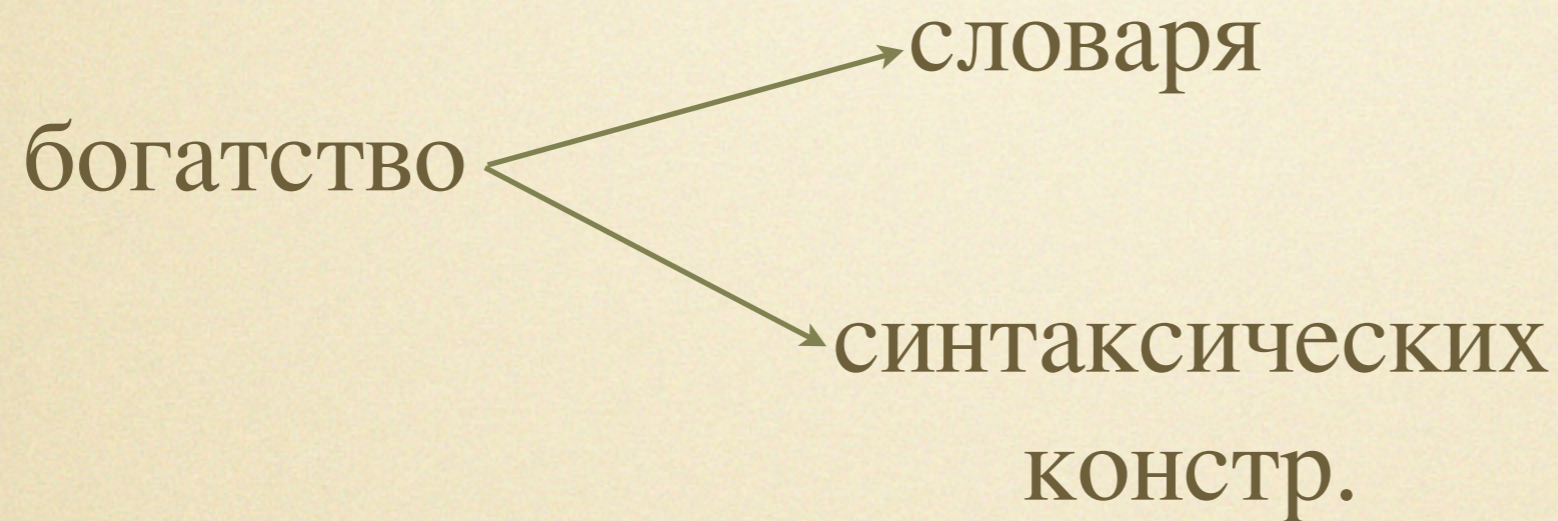 словаря
богатство
синтаксических
констр.